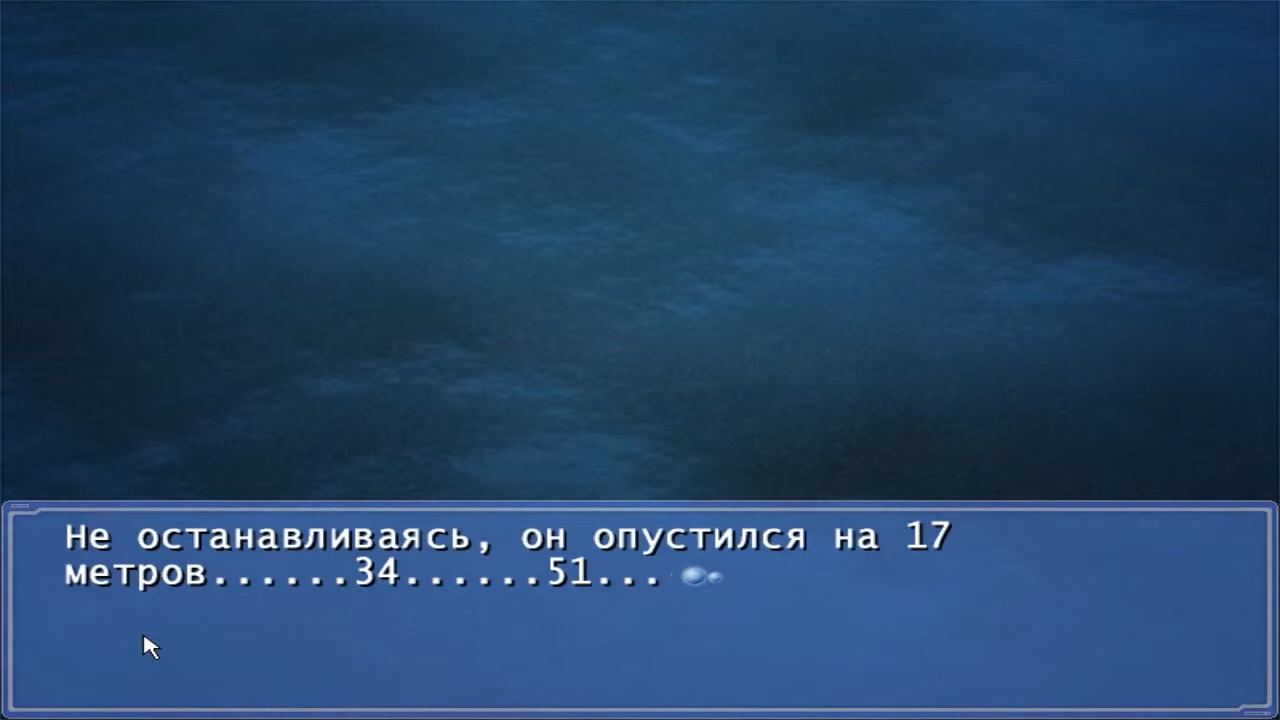 Не останавливаясь, он опустился на 17
метров......34......51...